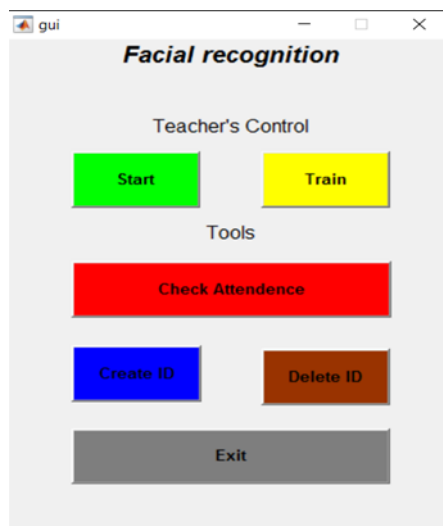 gui
Facial recognition
Teacher's Control
Start Train
Tools
Check Attendence
Create ID Delete ID
Exit